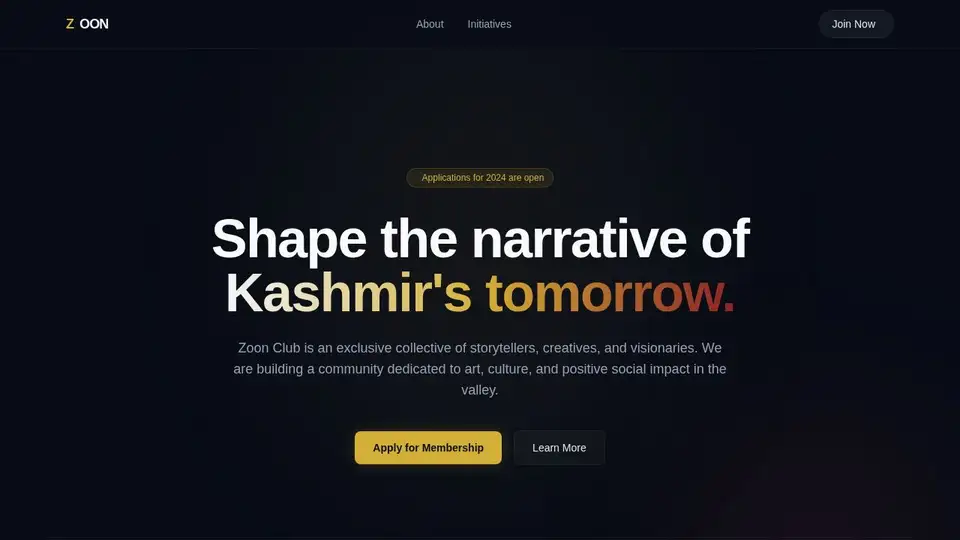 Z OON
About
Initiatives
Join Now
Applications for 2024 are open
Shape the narrative of
Kashmir's tomorrow.
Zoon Club is an exclusive collective of storytellers, creatives, and visionaries. We
are building a community dedicated to art, culture, and positive social impact in the
valley.
Apply for Membership
Learn More